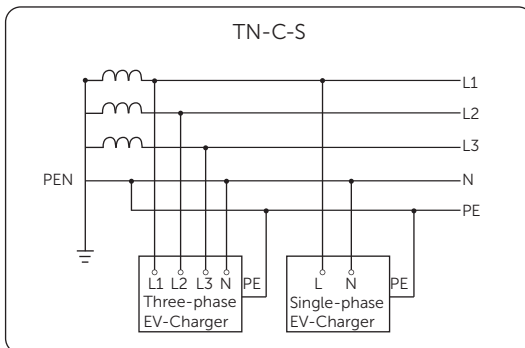 TN-C-S
L1
L2
L3
PEN
N
PE
L1 L2 L3 N PE
Three-phase
EV-Charger
L N PE
Single-phase
EV-Charger